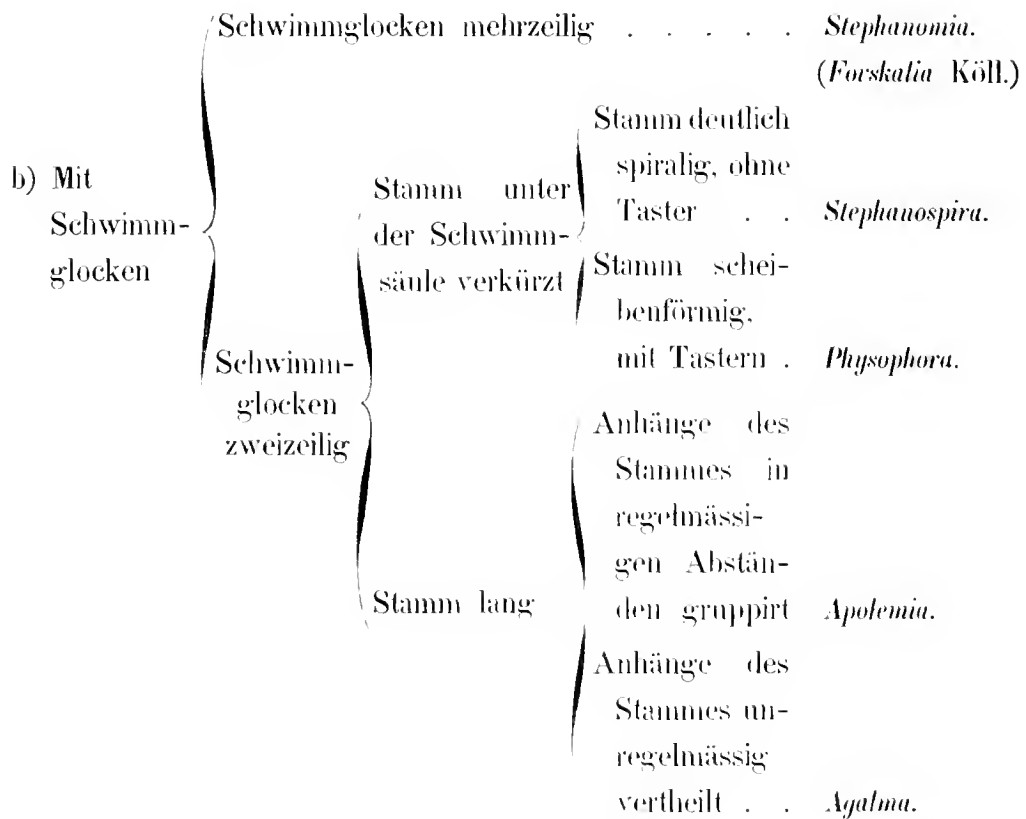 Schwimmglocken mehrzeilig . . . . . Stephanomia.
(Forskalia Köll.)
b) Mit
Schwimm-
glocken
Stamm deutlich
spiralig, ohne
Taster . . Stephanospira.
Stamm unter
der Schwimm-
säule verkürzt
Stamm schei-
benförmig,
mit Tastern . Physophora.
Schwimm-
glocken
zweizeilig
Anhänge des
Stammes in
regelmässi-
gen Abstän-
den gruppirt Apolemia.
Stamm lang
Anhänge des
Stammes un-
regelmässig
vertheilt . . Agalma.